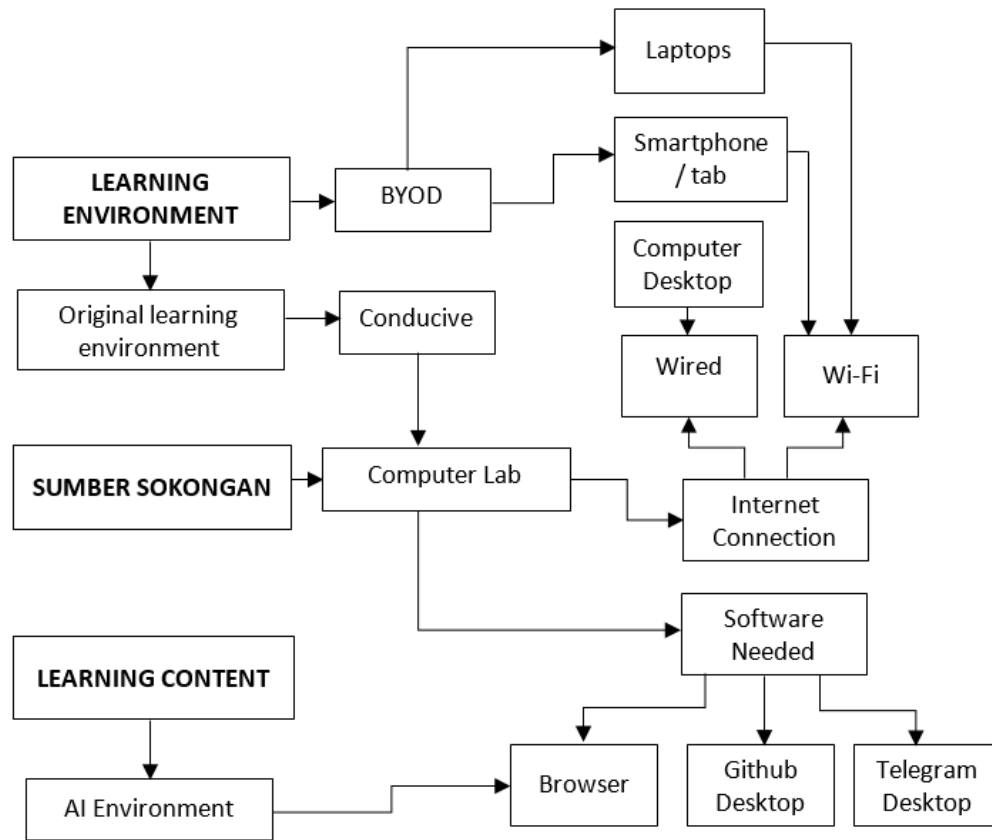 Laptops
Smartphone
/ tab
LEARNING
ENVIRONMENT
BYOD
Computer
Desktop
Original learning
environment
Conducive
Wired
Wi-Fi
SUMBER SOKONGAN
Computer Lab
Internet
Connection
Software
Needed
LEARNING CONTENT
AI Environment
Browser
Github
Desktop
Telegram
Desktop